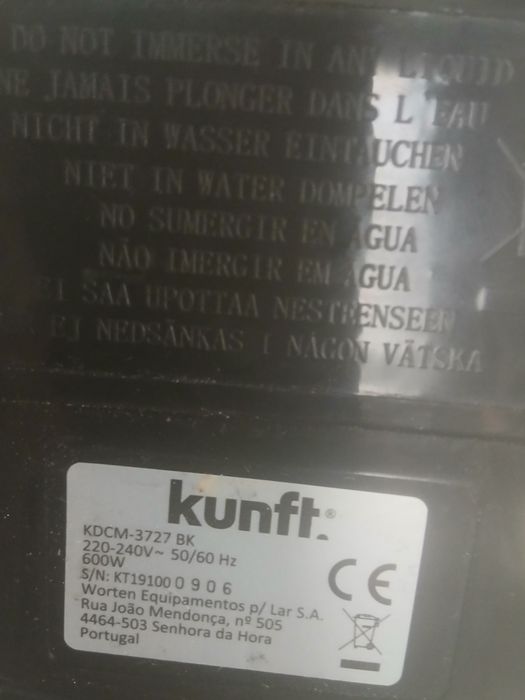 DO NOT IMMERSE IN ANY LIQUID
NE JAMAIS PLONGER DANS L'EAU
NICHT IN WASSER EINTAUCHEN
NIET IN WATER DOMPELEN
NO SUMERGIR EN AGUA
NÃO IMERGIR EM AGUA
EI SAA UPOTTAA NESTEENSEEN
EJ NEDSÄNKAS I NÅGON VÄTSKA
kunft.®
KDCM-3727 BK
220-240V~ 50/60 Hz
600W
S/N: KT19100 0 9 0 6
Worten Equipamentos p/ Lar S.A.
Rua João Mendonça, nº 505
4464-503 Senhora da Hora
Portugal
CE